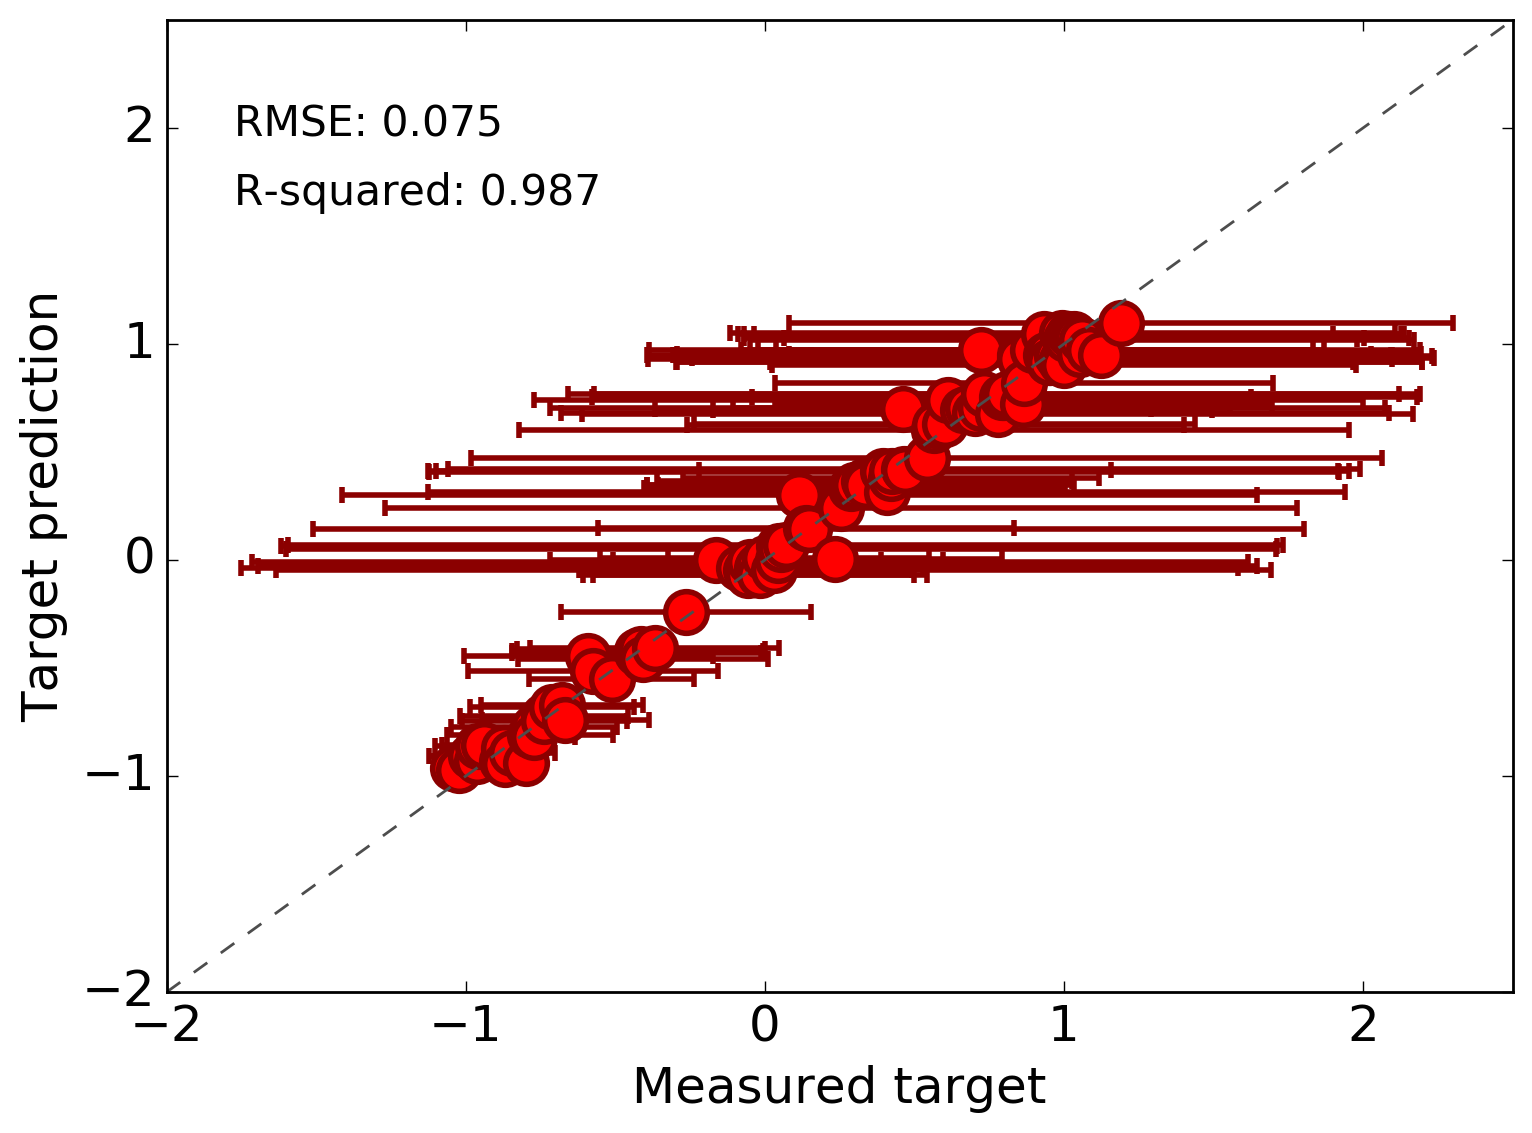 RMSE: 0.075
R-squared: 0.987
Target prediction
2
1
0
−1
−2
−2 −1 0 1 2
Measured target